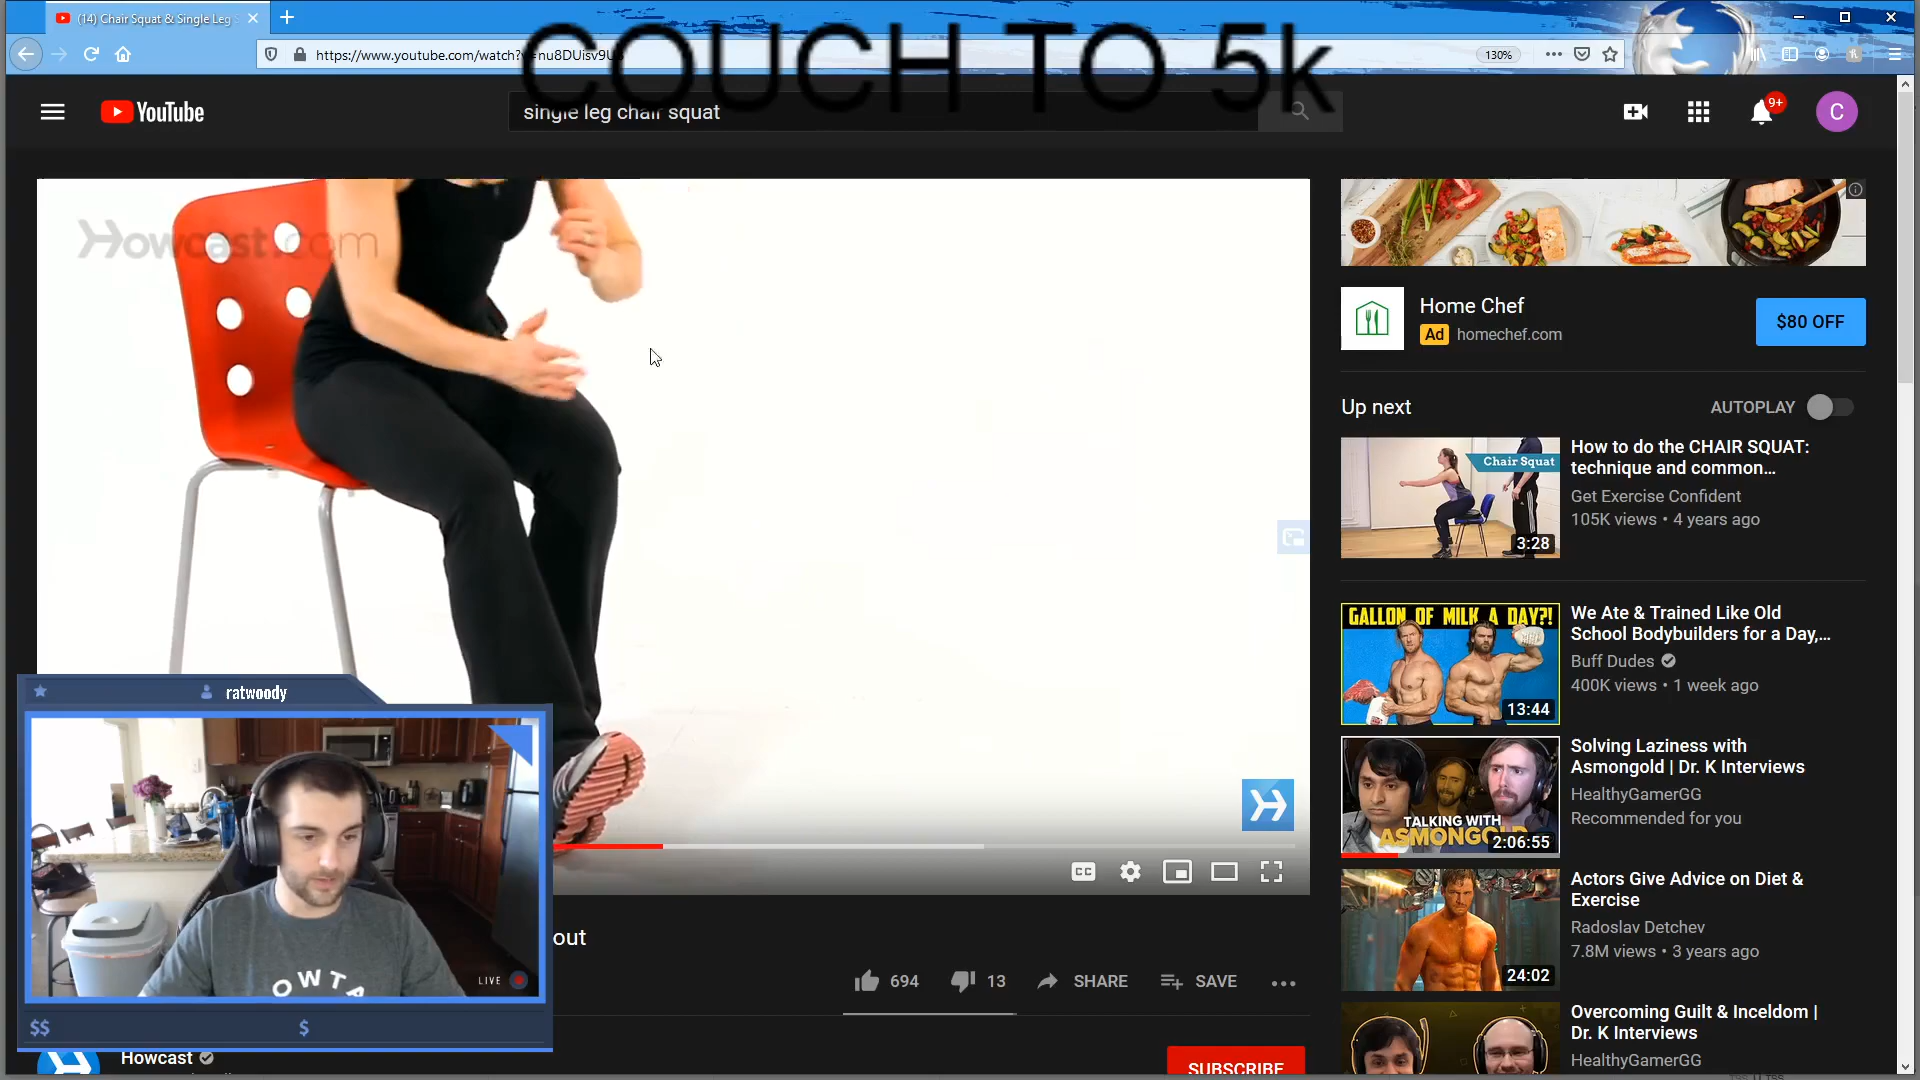 (14) Chair Squat & Single Leg
COUCH TO 5k
https://www.youtube.com/watch?v=nu8DUisv9U
130%
YouTube
single leg chair squat
9+
C
Howcast.com
Home Chef
Ad homechef.com
$80 OFF
Up next
AUTOPLAY
Chair Squat
3:28
How to do the CHAIR SQUAT:
technique and common...
Get Exercise Confident
105K views • 4 years ago
GALLON OF MILK A DAY?!
13:44
We Ate & Trained Like Old
School Bodybuilders for a Day,...
Buff Dudes
400K views • 1 week ago
TALKING WITH
ASMONGOLD
2:06:55
Solving Laziness with
Asmongold | Dr. K Interviews
HealthyGamerGG
Recommended for you
24:02
Actors Give Advice on Diet &
Exercise
Radoslav Detchev
7.8M views • 3 years ago
Overcoming Guilt & Inceldom |
Dr. K Interviews
HealthyGamerGG
ratwoody
OWTA
LIVE
$$
$
CC
out
694
13
SHARE
SAVE
Howcast
SUBSCRIBE